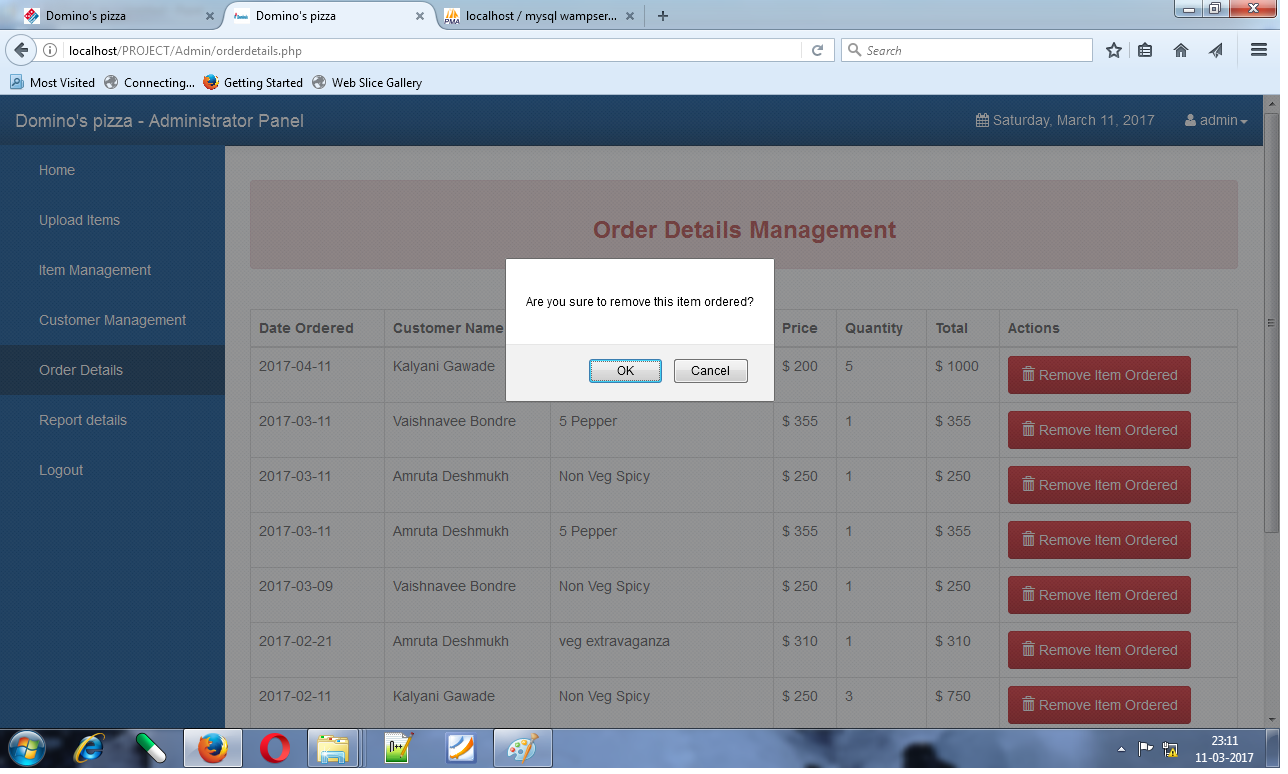 Domino's pizza
Domino's pizza
localhost / mysql wampser...
localhost/PROJECT/Admin/orderdetails.php
Search
Most Visited
Connecting...
Getting Started
Web Slice Gallery
Domino's pizza - Administrator Panel
Saturday, March 11, 2017
admin
Home
Upload Items
Item Management
Customer Management
Order Details
Report details
Logout
Order Details Management
Are you sure to remove this item ordered?
OK
Cancel
Date Ordered Customer Name Price Quantity Total Actions
2017-04-11 Kalyani Gawade $ 200 5 $ 1000 Remove Item Ordered
2017-03-11 Vaishnavee Bondre 5 Pepper $ 355 1 $ 355 Remove Item Ordered
2017-03-11 Amruta Deshmukh Non Veg Spicy $ 250 1 $ 250 Remove Item Ordered
2017-03-11 Amruta Deshmukh 5 Pepper $ 355 1 $ 355 Remove Item Ordered
2017-03-09 Vaishnavee Bondre Non Veg Spicy $ 250 1 $ 250 Remove Item Ordered
2017-02-21 Amruta Deshmukh veg extravaganza $ 310 1 $ 310 Remove Item Ordered
2017-02-11 Kalyani Gawade Non Veg Spicy $ 250 3 $ 750 Remove Item Ordered
23:11
11-03-2017